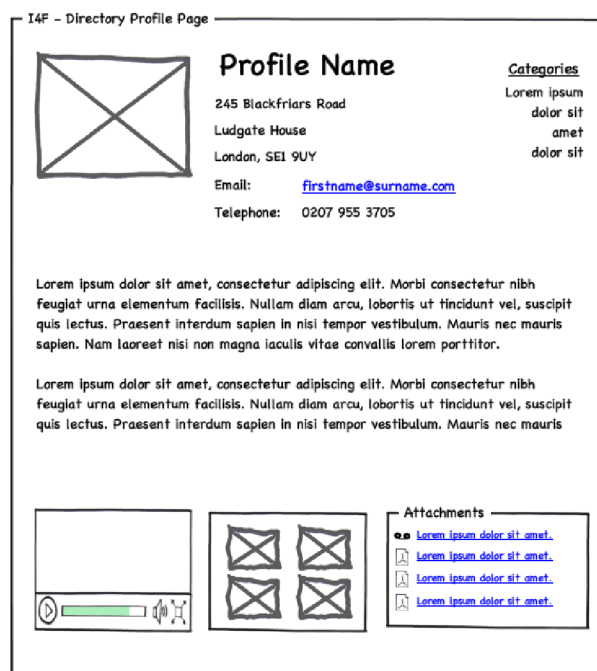 I4F - Directory Profile Page
Profile Name
245 Blackfriars Road
Ludgate House
London, SE1 9UY
Email: firstname@surname.com
Telephone: 0207 955 3705
Categories
Lorem ipsum
dolor sit
amet
dolor sit
Lorem ipsum dolor sit amet, consectetur adipiscing elit. Morbi consectetur nibh
feugiat urna elementum facilisis. Nullam diam arcu, lobortis ut tincidunt vel, suscipit
quis lectus. Praesent interdum sapien in nisi tempor vestibulum. Mauris nec mauris
sapien. Nam laoreet nisi non magna iaculis vitae convallis lorem porttitor.
Lorem ipsum dolor sit amet, consectetur adipiscing elit. Morbi consectetur nibh
feugiat urna elementum facilisis. Nullam diam arcu, lobortis ut tincidunt vel, suscipit
quis lectus. Praesent interdum sapien in nisi tempor vestibulum. Mauris nec mauris
Attachments
Lorem ipsum dolor sit amet.
Lorem ipsum dolor sit amet.
Lorem ipsum dolor sit amet.
Lorem ipsum dolor sit amet.